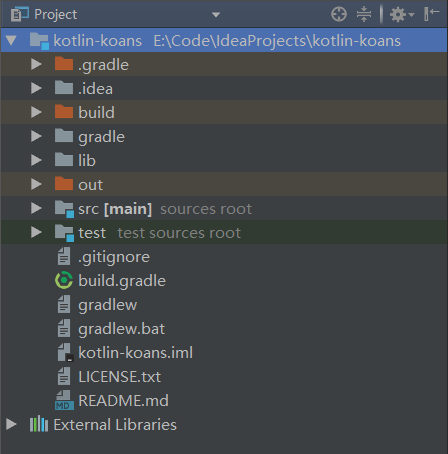 Project
kotlin-koans E:\Code\IdeaProjects\kotlin-koans
.gradle
.idea
build
gradle
lib
out
src [main] sources root
test test sources root
.gitignore
build.gradle
gradlew
gradlew.bat
kotlin-koans.iml
LICENSE.txt
MD README.md
External Libraries